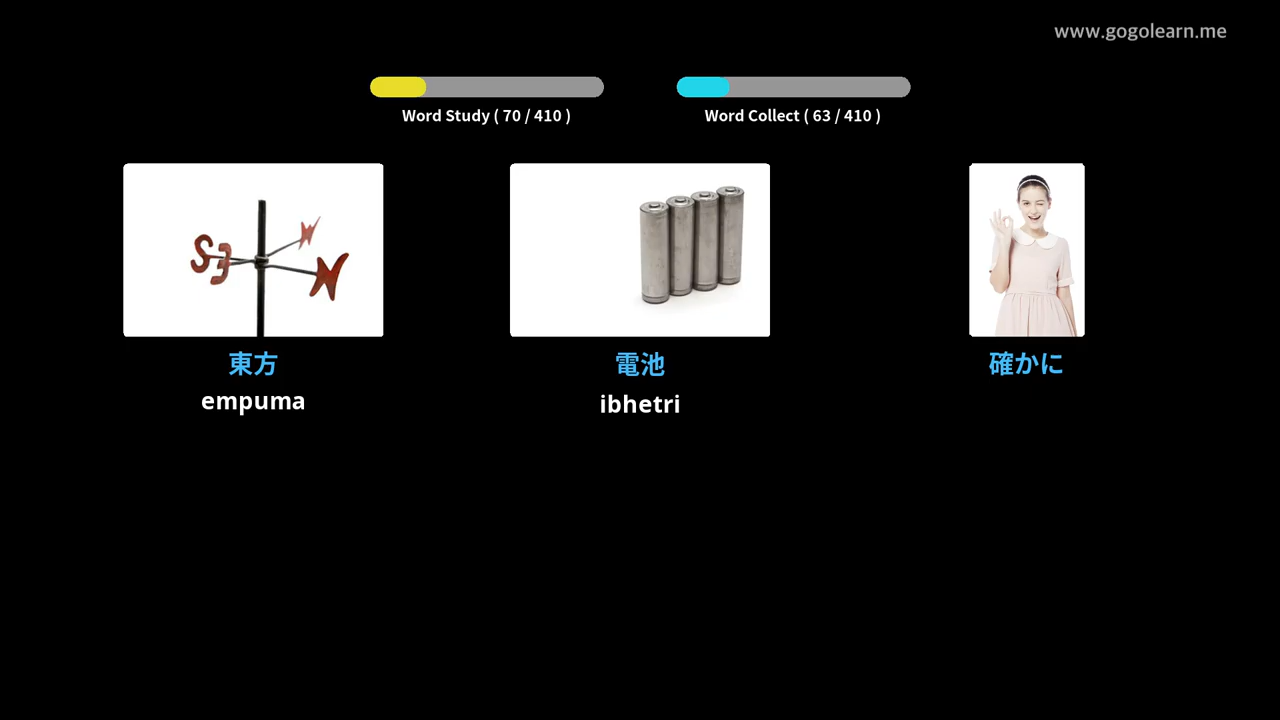 www.gogolearn.me
Word Study ( 70 / 410 )
Word Collect ( 63 / 410 )
S
E
東方
empuma
電池
ibhetri
確かに